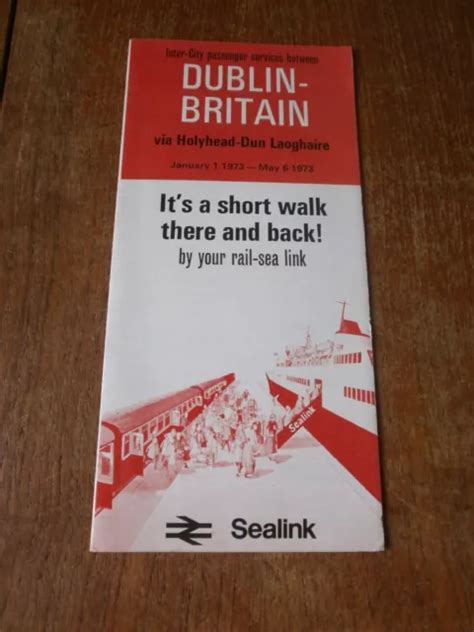 Inter-City passenger services between
DUBLIN-
BRITAIN
via Holyhead-Dun Laoghaire
January 1 1973 — May 6 1973
It's a short walk
there and back!
by your rail-sea link
Sealink
Sealink